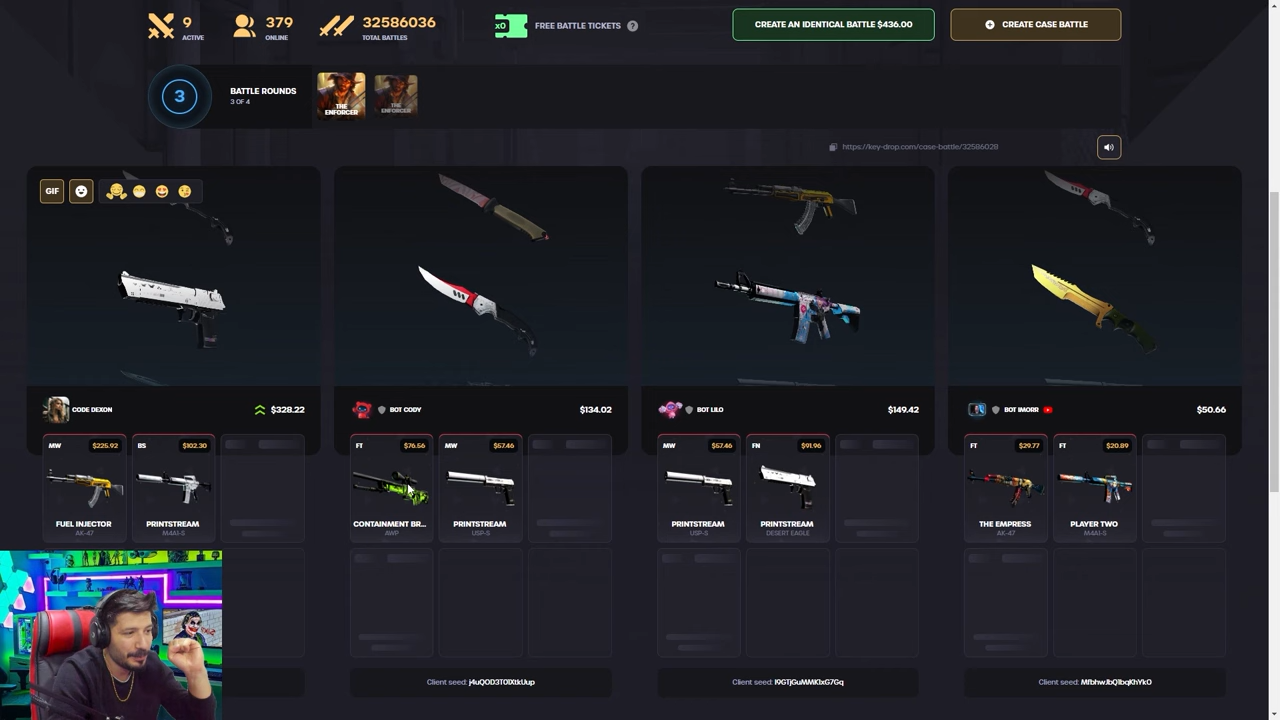 9
ACTIVE
379
ONLINE
32586036
TOTAL BATTLES
x0
FREE BATTLE TICKETS ?
CREATE AN IDENTICAL BATTLE $436.00
CREATE CASE BATTLE
3
BATTLE ROUNDS
3 OF 4
THE ENFORCER
THE ENFORCER
https://key-drop.com/case-battle/32586028
GIF
CODE DEXON $328.22
BOT CODY $134.02
BOT LILO $149.42
BOT IMORR $50.66
MW $225.92
BS $102.30
FT $76.56
MW $57.46
MW $57.46
FN $91.96
FT $29.77
FT $20.89
FUEL INJECTOR
AK-47
PRINTSTREAM
M4A1-S
CONTAINMENT BR...
AWP
PRINTSTREAM
USP-S
PRINTSTREAM
USP-S
PRINTSTREAM
DESERT EAGLE
THE EMPRESS
AK-47
PLAYER TWO
M4A1-S
Client seed:
Client seed:
Client seed: